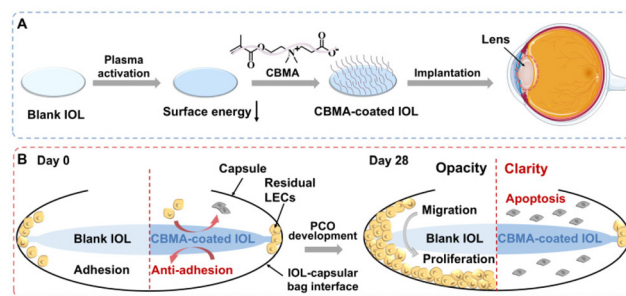 A
Plasma
activation
Blank IOL
Surface energy
O
O
N
+
O
O-
CBMA
CBMA-coated IOL
Implantation
Lens
B Day 0
Capsule
Residual
LECs
Blank IOL
CBMA-coated IOL
Adhesion
Anti-adhesion
IOL-capsular
bag interface
PCO
development
Day 28
Opacity
Clarity
Apoptosis
Migration
Blank IOL
CBMA-coated IOL
Proliferation